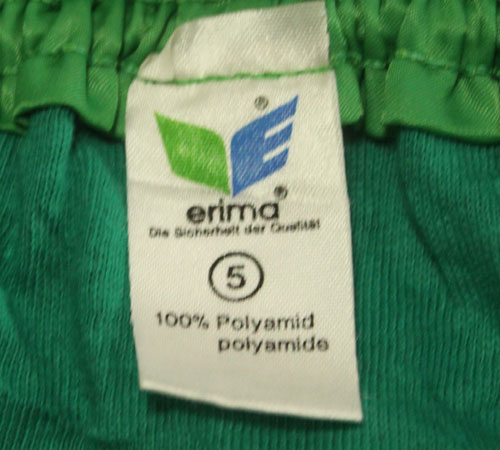 ®
E
erima®
Die Sicherheit der Qualität
5
100% Polyamid
polyamide